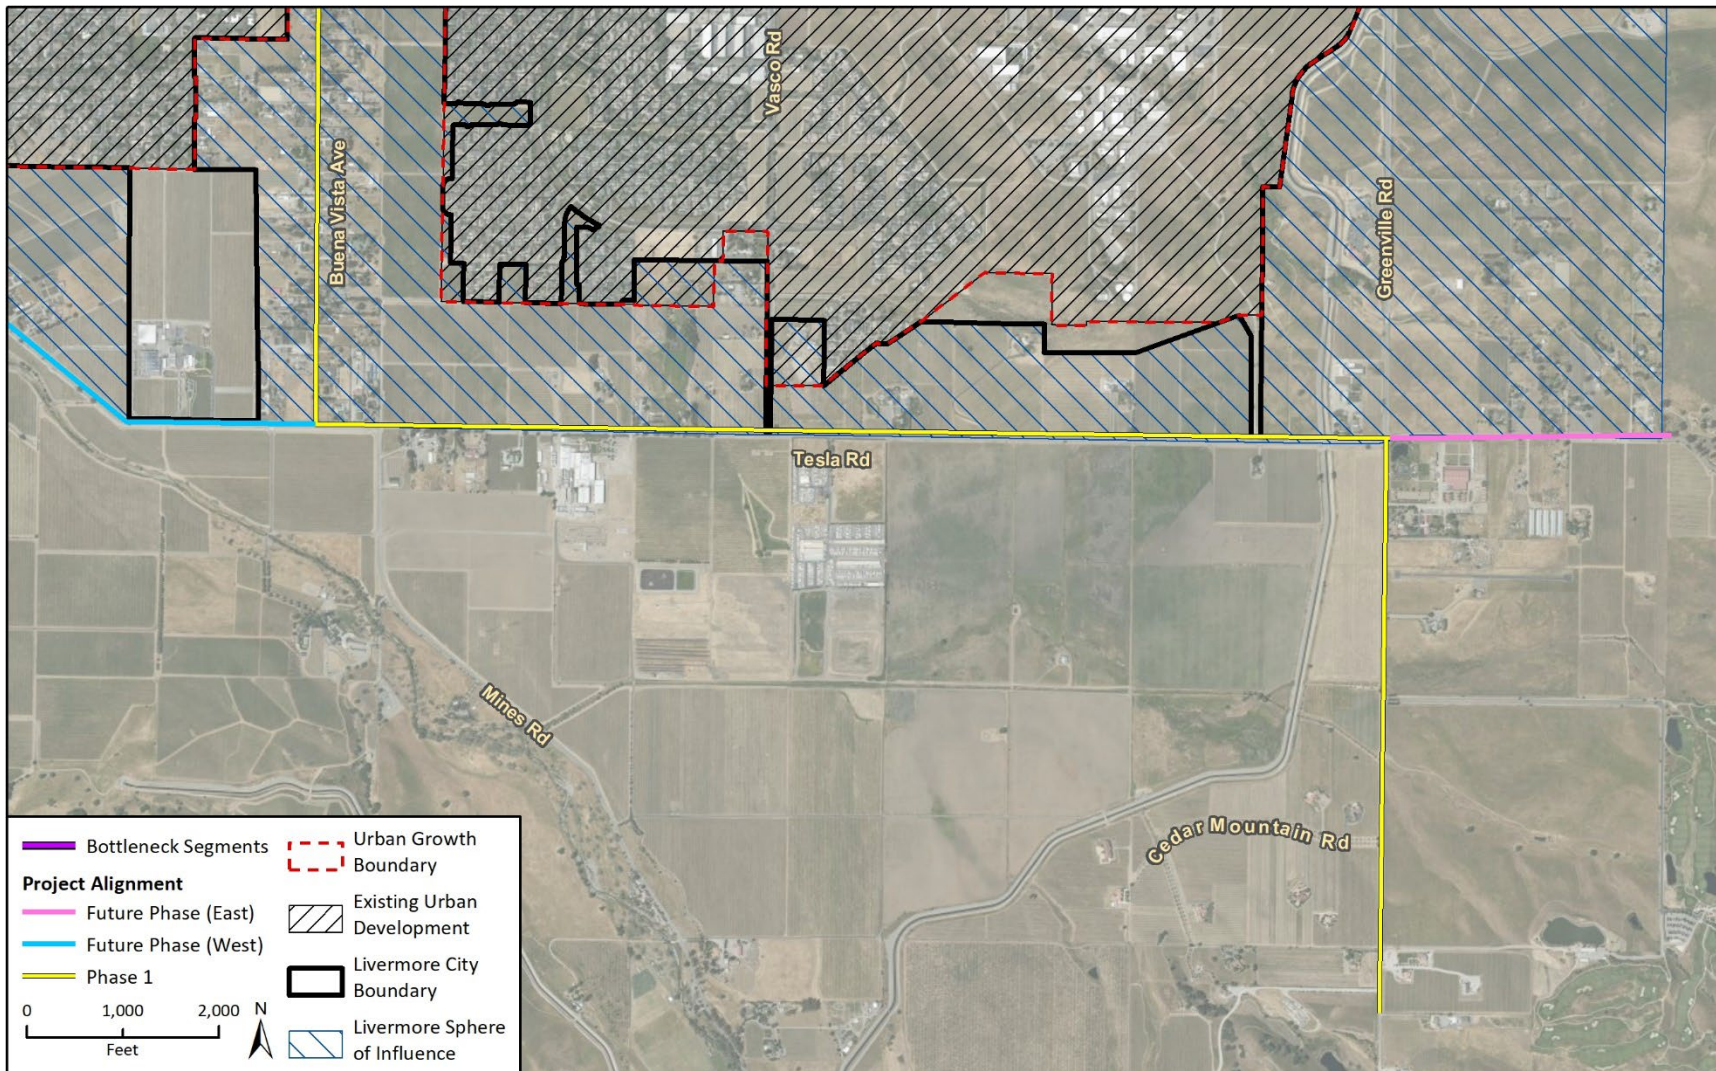 Vasco Rd
Buena Vista Ave
Greenville Rd
Tesla Rd
Mines Rd
Cedar Mountain Rd
Bottleneck Segments
Project Alignment
Future Phase (East)
Future Phase (West)
Phase 1
0 1,000 2,000
Feet
N
Urban Growth
Boundary
Existing Urban
Development
Livermore City
Boundary
Livermore Sphere
of Influence